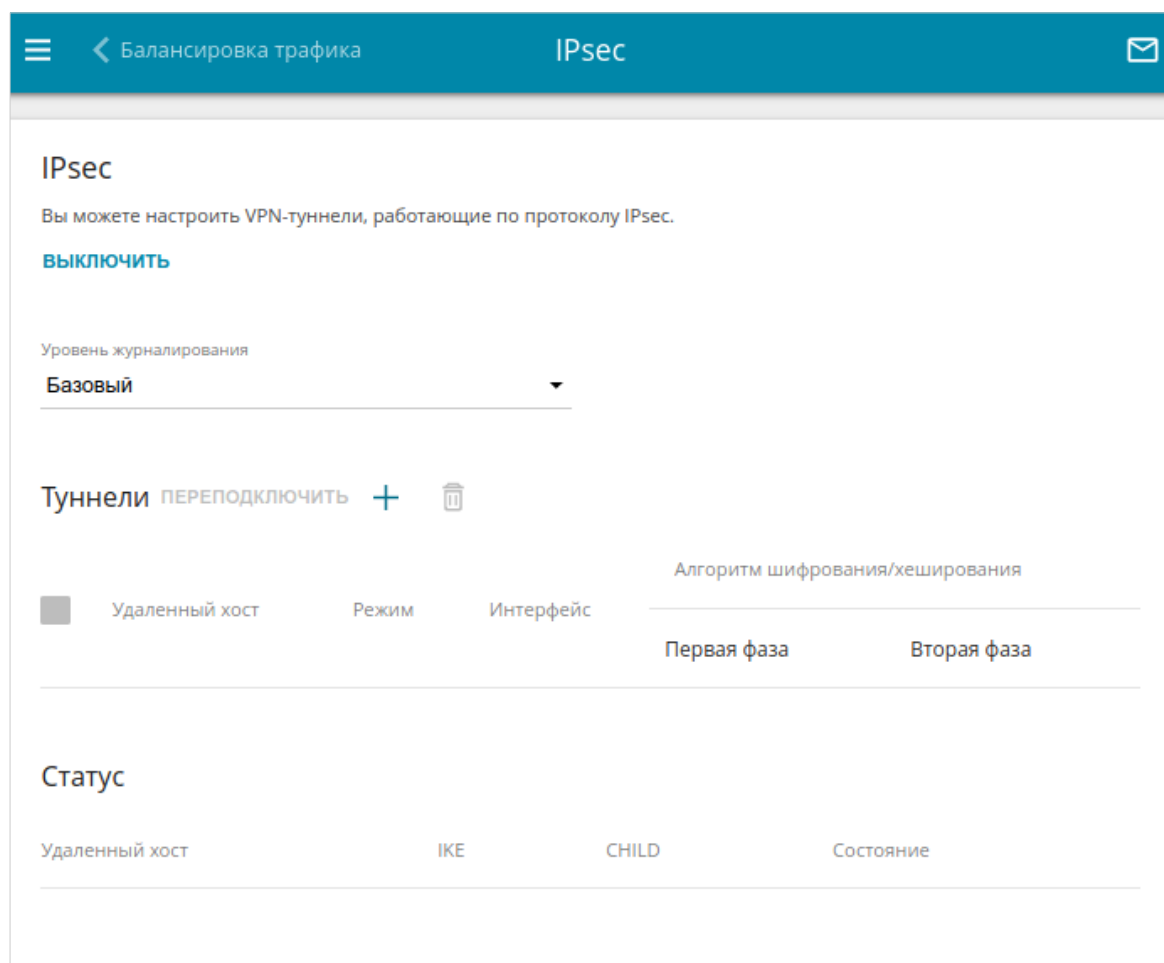 Балансировка трафика
IPsec
IPsec
Вы можете настроить VPN-туннели, работающие по протоколу IPsec.
ВЫКЛЮЧИТЬ
Уровень журналирования
Базовый
Туннели ПЕРЕПОДКЛЮЧИТЬ
Алгоритм шифрования/хеширования
Удаленный хост Режим Интерфейс
Первая фаза Вторая фаза
Статус
Удаленный хост IKE CHILD Состояние